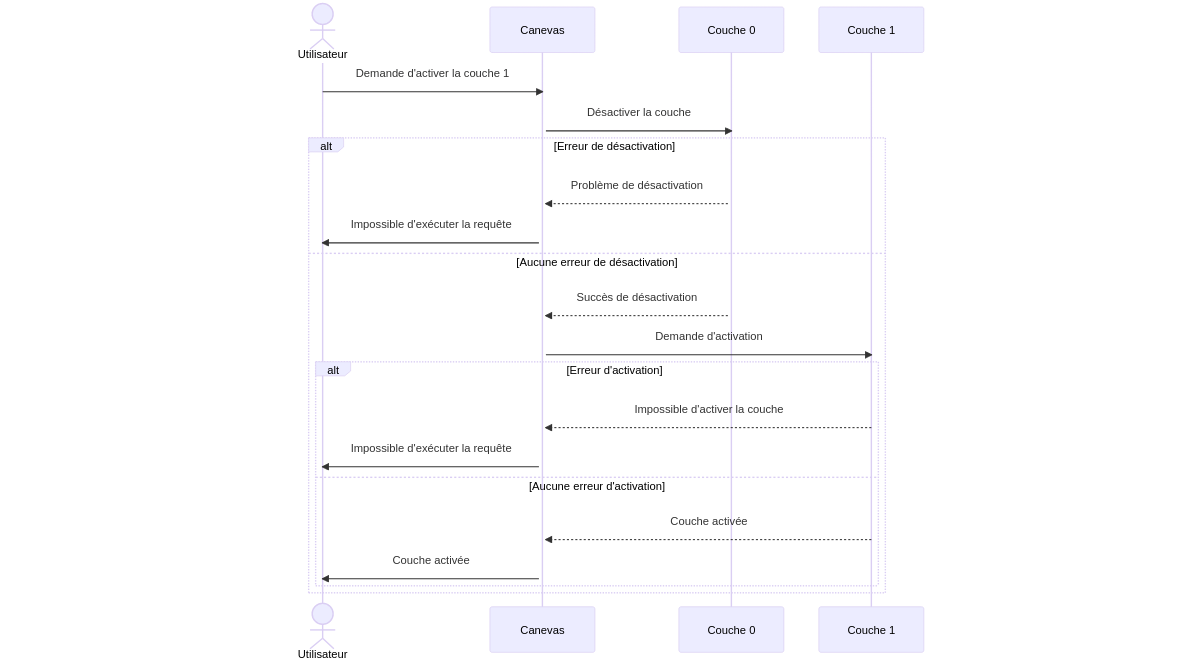 Utilisateur
Canevas
Couche 0
Couche 1
Demande d'activer la couche 1
Désactiver la couche
alt
[Erreur de désactivation]
Problème de désactivation
Impossible d'exécuter la requête
[Aucune erreur de désactivation]
Succès de désactivation
Demande d'activation
alt
[Erreur d'activation]
Impossible d'activer la couche
Impossible d'exécuter la requête
[Aucune erreur d'activation]
Couche activée
Couche activée
Utilisateur
Canevas
Couche 0
Couche 1